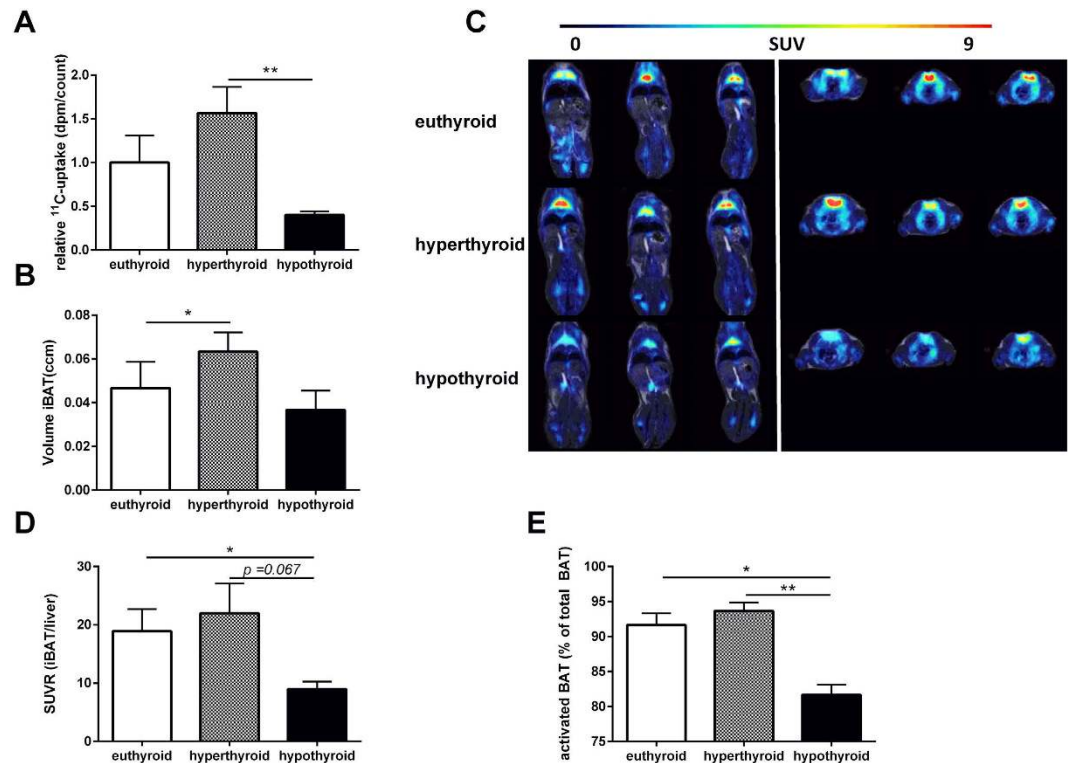 A
relative ¹¹C-uptake (dpm/count)
2.0
1.5
1.0
0.5
0.0
**
euthyroid hyperthyroid hypothyroid
B
Volume iBAT(ccm)
0.08
0.06
0.04
0.02
0.00
*
euthyroid hyperthyroid hypothyroid
C
0 SUV 9
euthyroid
hyperthyroid
hypothyroid
D
SUVR (iBAT/liver)
30
20
10
0
*
p =0.067
euthyroid hyperthyroid hypothyroid
E
activated BAT (% of total BAT)
100
95
90
85
80
75
*
**
euthyroid hyperthyroid hypothyroid